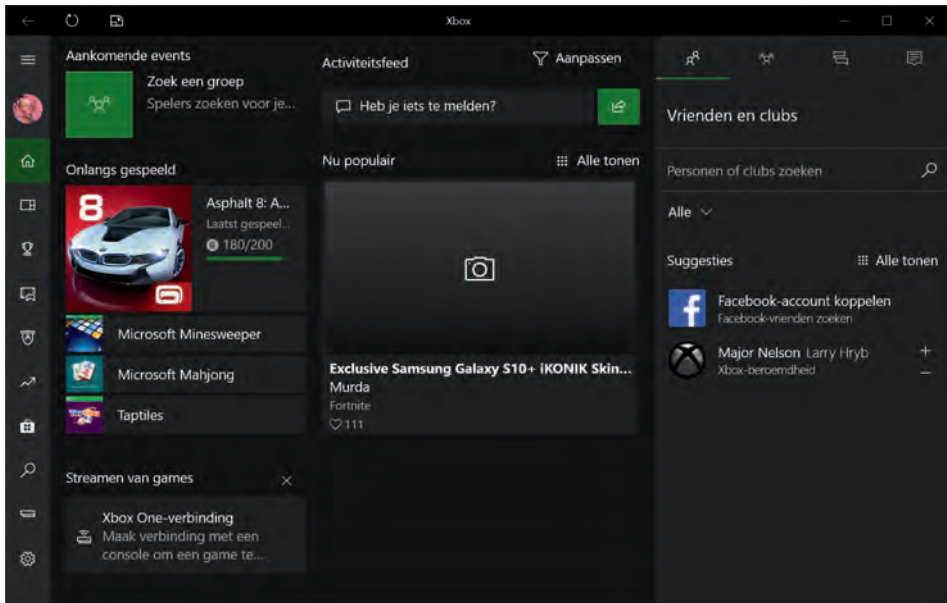 Xbox
Aankomende events
Zoek een groep
Spelers zoeken voor je...
Onlangs gespeeld
8
Asphalt 8: A...
Laatst gespeel...
G 180/200
Microsoft Minesweeper
Microsoft Mahjong
Taptiles
Streamen van games
Xbox One-verbinding
Maak verbinding met een
console om een game te...
Activiteitsfeed
Aanpassen
Heb je iets te melden?
Nu populair
Alle tonen
Exclusive Samsung Galaxy S10+ iKONIK Skin...
Murda
Fortnite
111
Vrienden en clubs
Personen of clubs zoeken
Alle
Suggesties
Alle tonen
Facebook-account koppelen
Facebook-vrienden zoeken
Major Nelson Larry Hryb
Xbox-beroemdheid